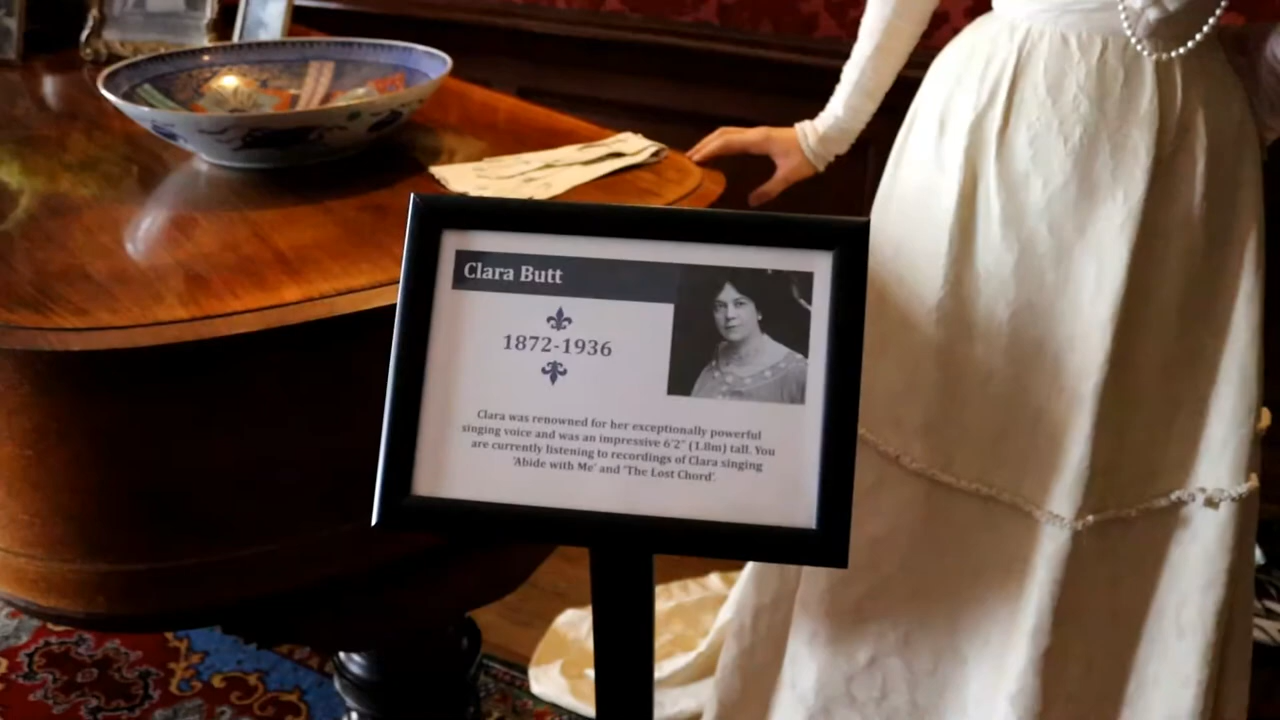 Clara Butt
1872-1936
Clara was renowned for her exceptionally powerful
singing voice and was an impressive 6'2" (1.8m) tall. You
are currently listening to recordings of Clara singing
'Abide with Me' and 'The Lost Chord'.